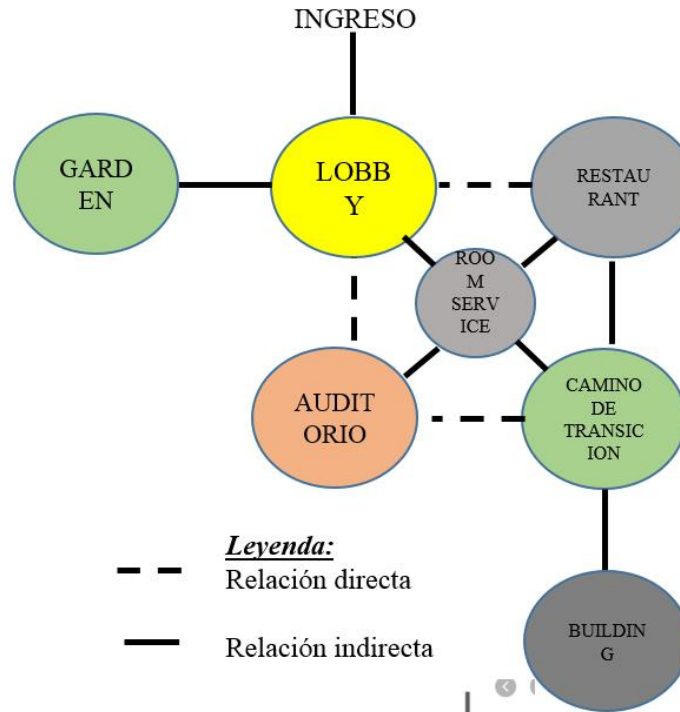 INGRESO
GARD
EN
LOBB
Y
RESTAU
RANT
ROO
M
SERV
ICE
AUDIT
ORIO
CAMINO
DE
TRANSIC
ION
Leyenda:
Relación directa
Relación indirecta
BUILDIN
G